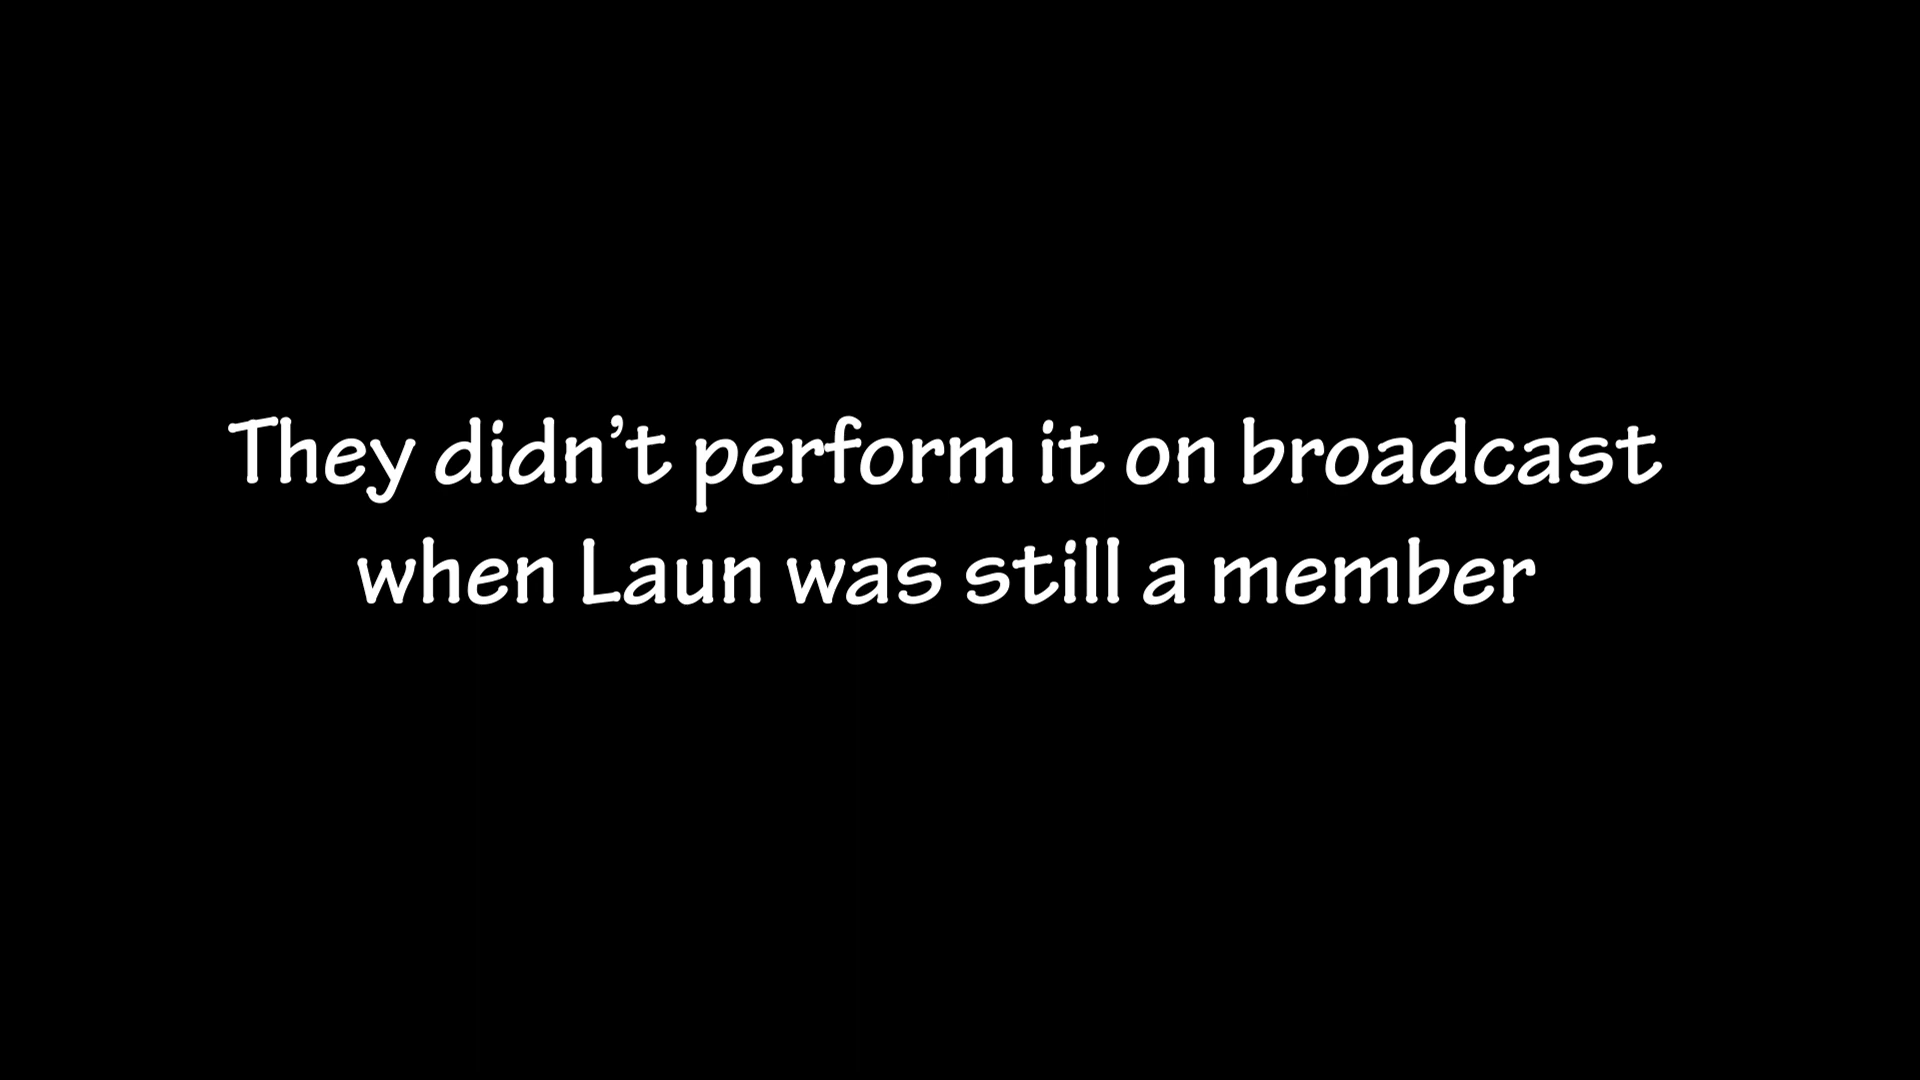 They didn’t perform it on broadcast
when Laun was still a member